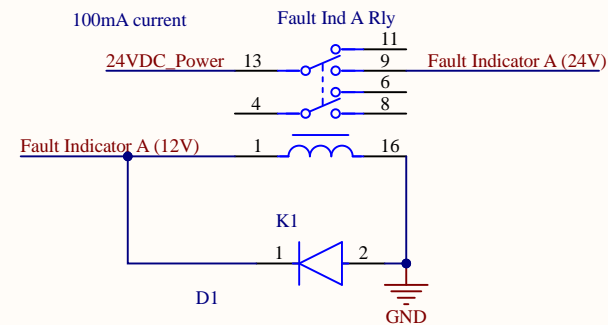 100mA current
Fault Ind A Rly
11
24VDC_Power 13 9 Fault Indicator A (24V)
6
4 8
Fault Indicator A (12V) 1 16
K1
1 2
D1
GND